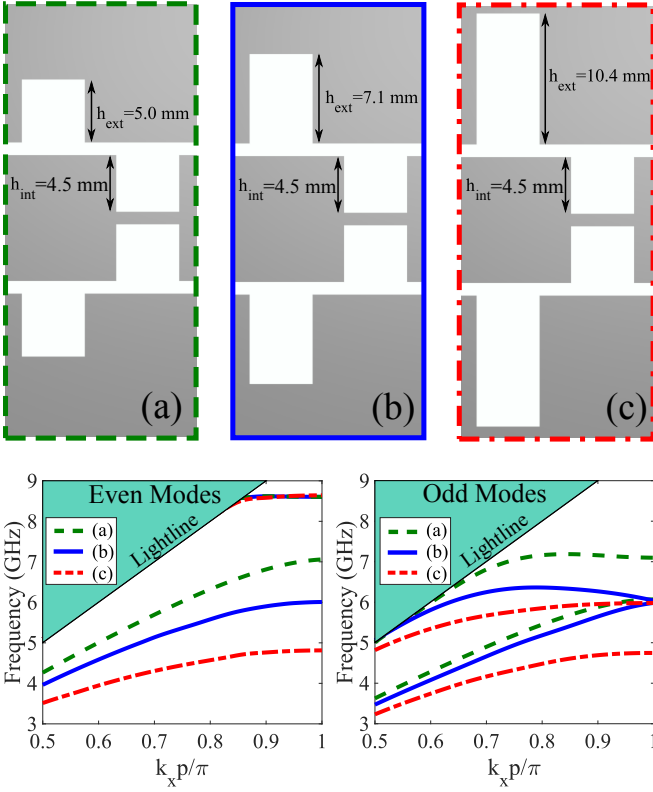 h_ext=5.0 mm
h_int=4.5 mm
(a)
h_ext=7.1 mm
h_int=4.5 mm
(b)
h_ext=10.4 mm
h_int=4.5 mm
(c)
Even Modes
Lightline
(a)
(b)
(c)
Frequency (GHz)
9
8
7
6
5
4
3
0.5 0.6 0.7 0.8 0.9 1
k_xp/π
Odd Modes
Lightline
(a)
(b)
(c)
Frequency (GHz)
9
8
7
6
5
4
3
0.5 0.6 0.7 0.8 0.9 1
k_xp/π